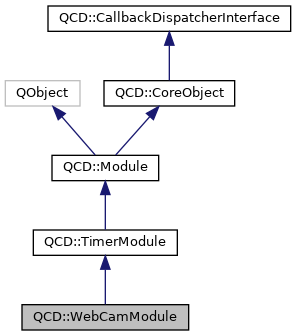 QCD::CallbackDispatcherInterface
QObject
QCD::CoreObject
QCD::Module
QCD::TimerModule
QCD::WebCamModule